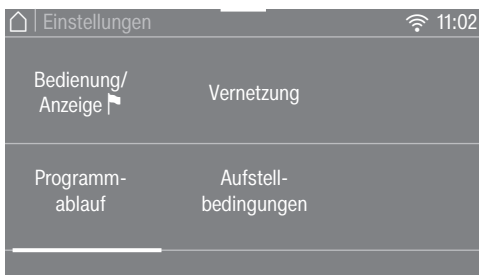 Einstellungen
11:02
Bedienung/
Anzeige
Vernetzung
Programm-
ablauf
Aufstell-
bedingungen